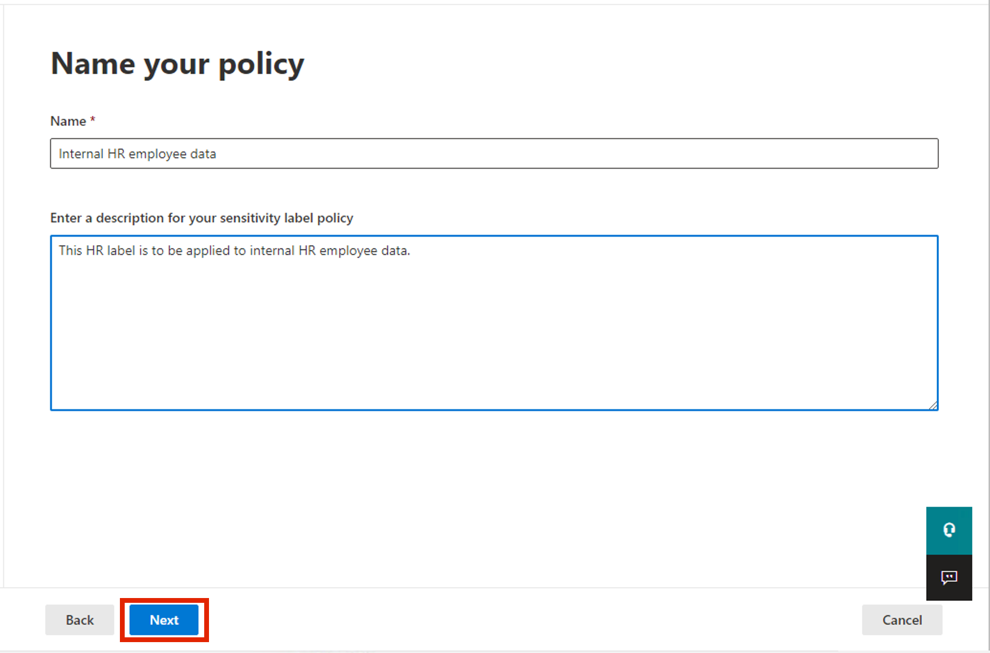 Name your policy
Name *
Internal HR employee data
Enter a description for your sensitivity label policy
This HR label is to be applied to internal HR employee data.
Back
Next
Cancel